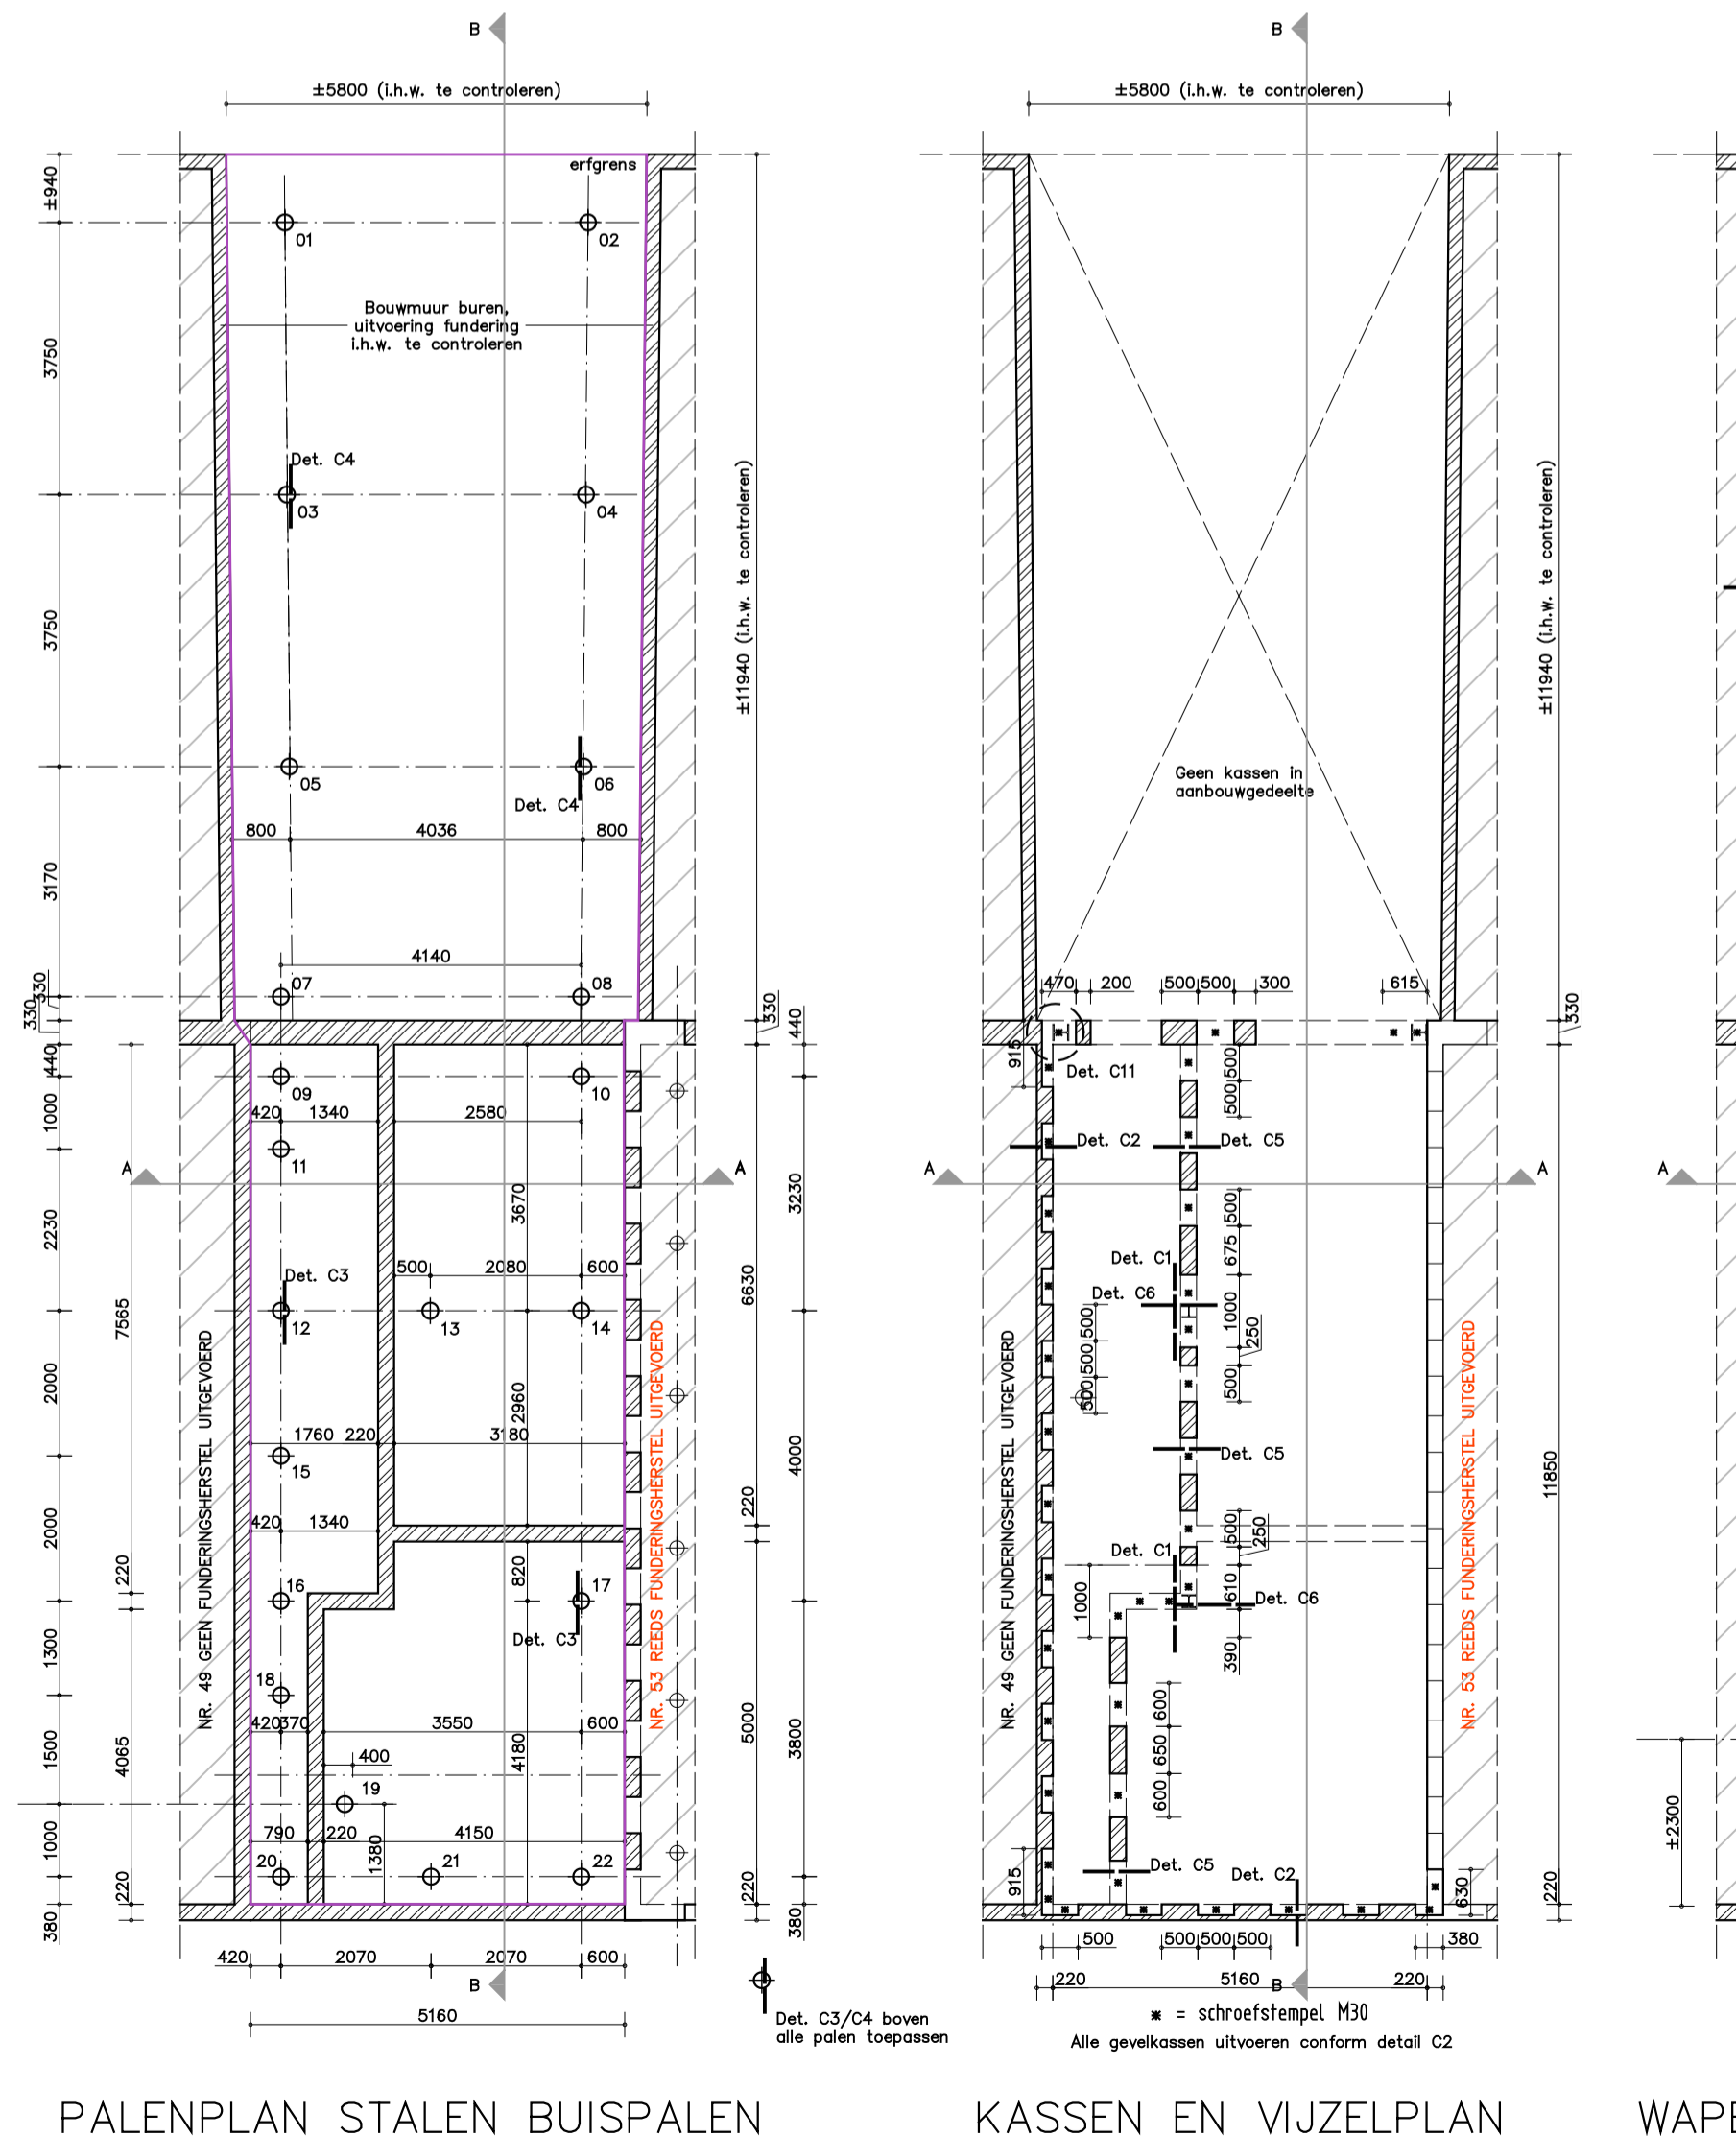 B
±5800 (i.h.w. te controleren)
erfgrens
±940
01
02
Bouwmuur buren,
uitvoering fundering
i.h.w. te controleren
3750
Det. C4
03
04
±11940 (i.h.w. te controleren)
3750
05
06
Det. C4
800
4036
800
3170
4140
07
08
330
330
330
440
440
09
10
420
1340
2580
1000
11
A
A
3670
3230
2230
500
2080
600
Det. C3
12
13
14
6630
7565
NR. 49 GEEN FUNDERINGSHERSTEL UITGEVOERD
NR. 53 REEDS FUNDERINGSHERSTEL UITGEVOERD
2000
2960
1760
220
3180
15
4000
220
420
1340
2000
220
820
16
17
Det. C3
1300
18
420
370
3550
600
400
4180
5000
3800
1500
4065
19
790
220
4150
1380
1000
20
21
22
220
380
220
380
420
2070
2070
600
B
5160
Det. C3/C4 boven
alle palen toepassen
PALENPLAN STALEN BUISPALEN
B
±5800 (i.h.w. te controleren)
±11940 (i.h.w. te controleren)
Geen kassen in
aanbouwgedeelte
470
200
500
500
300
615
330
915
Det. C11
500
500
Det. C2
Det. C5
A
A
500
675
Det. C1
Det. C6
1000
250
500
500
500
500
NR. 49 GEEN FUNDERINGSHERSTEL UITGEVOERD
NR. 53 REEDS FUNDERINGSHERSTEL UITGEVOERD
Det. C5
11850
500
250
Det. C1
610
Det. C6
1000
390
600
650
600
Det. C5
Det. C2
915
630
220
500
500
500
500
380
220
5160
220
B
* = schroefstempel M30
Alle gevelkassen uitvoeren conform detail C2
KASSEN EN VIJZELPLAN
A
±2300